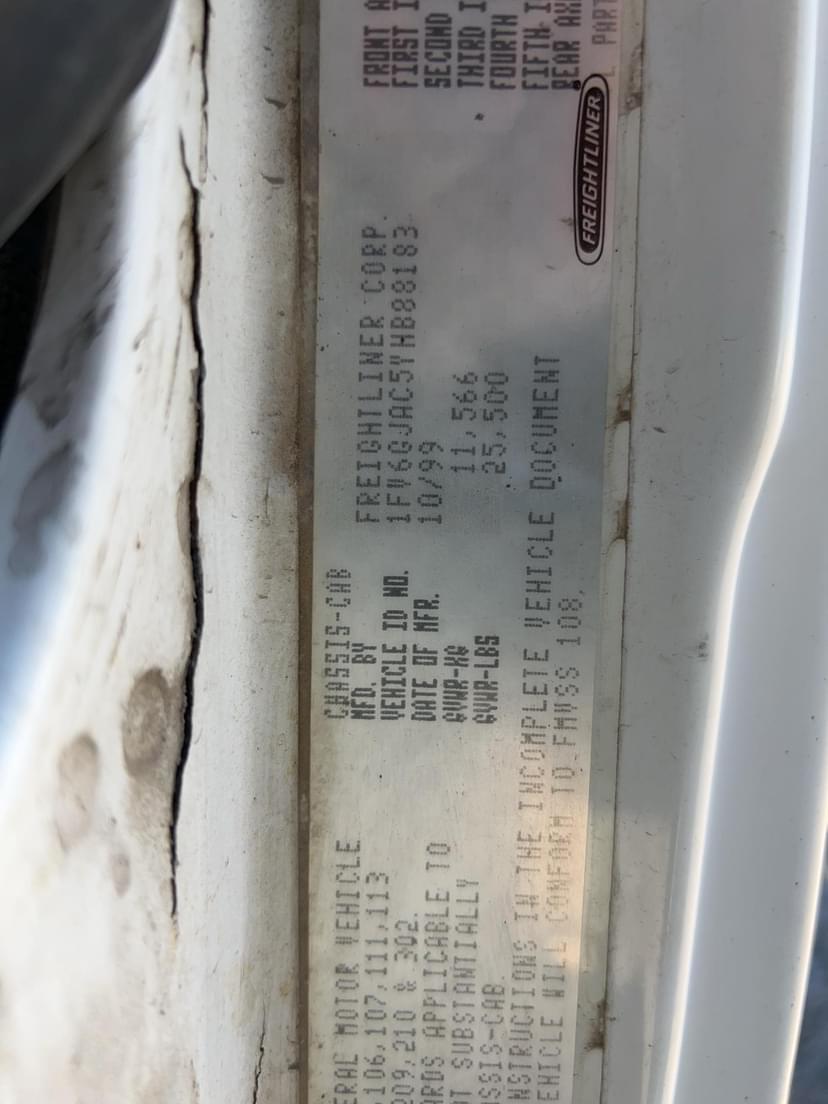 ERAL MOTOR VEHICLE
106,107,111,113
209,210 & 302.
ARDS APPLICABLE TO
T SUBSTANTIALLY
SSIS-CAB.
NSTRUCTIONS IN THE INCOMPLETE VEHICLE DOCUMENT
EHICLE WILL CONFORM TO FMVSS 108,
CHASSIS-CAB
MFD. BY FREIGHTLINER CORP.
VEHICLE ID NO. 1FV6GJAC5YHB88183
DATE OF MFR. 10/99
GVWR-KG 11,566
GVWR-LBS 25,500
FRONT A
FIRST I
SECOND
THIRD I
FOURTH
FIFTH I
REAR AX
PART
FREIGHTLINER